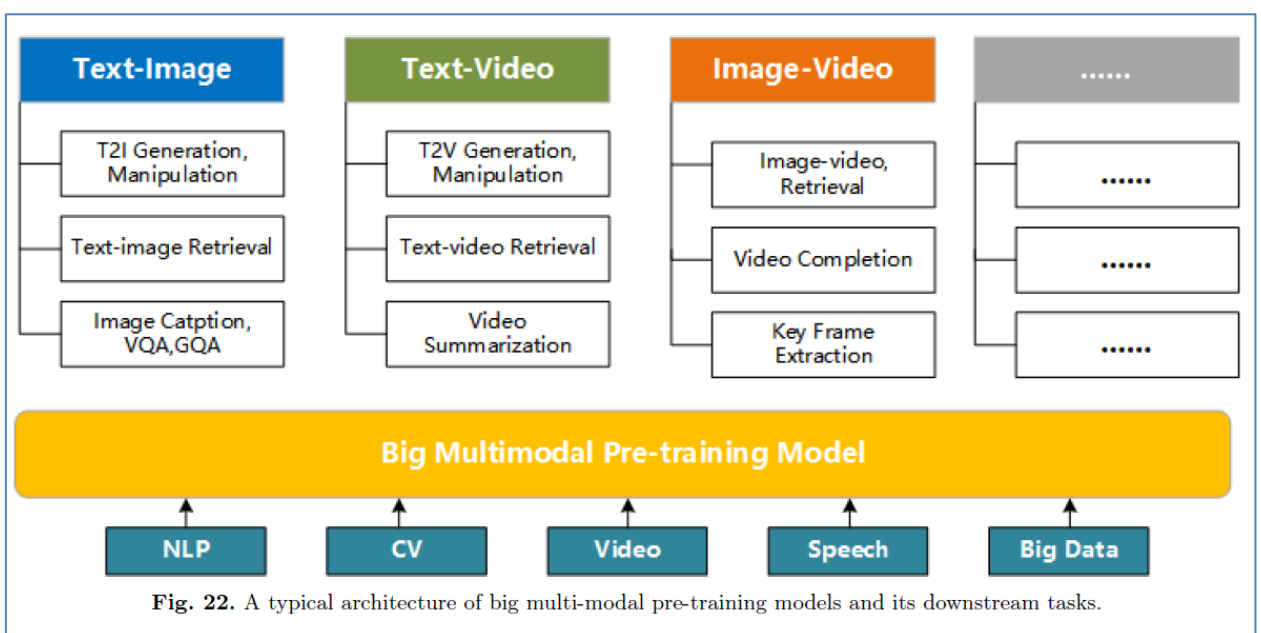 Text-Image
T2I Generation,
Manipulation
Text-image Retrieval
Image Catption,
VQA,GQA
Text-Video
T2V Generation,
Manipulation
Text-video Retrieval
Video
Summarization
Image-Video
Image-video,
Retrieval
Video Completion
Key Frame
Extraction
......
......
......
......
Big Multimodal Pre-training Model
NLP
CV
Video
Speech
Big Data
Fig. 22. A typical architecture of big multi-modal pre-training models and its downstream tasks.